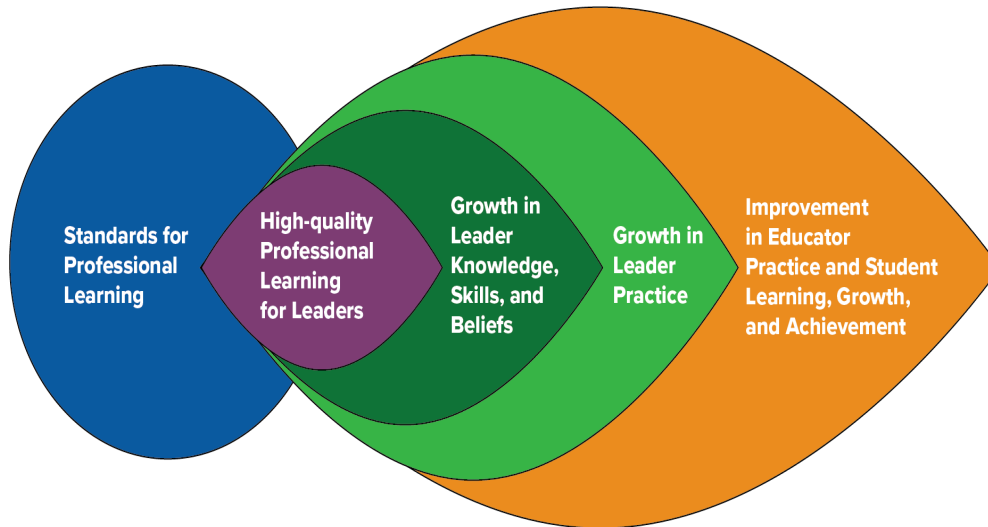 Standards for
Professional
Learning
High-quality
Professional
Learning
for Leaders
Growth in
Leader
Knowledge,
Skills, and
Beliefs
Growth in
Leader
Practice
Improvement
in Educator
Practice and Student
Learning, Growth,
and Achievement